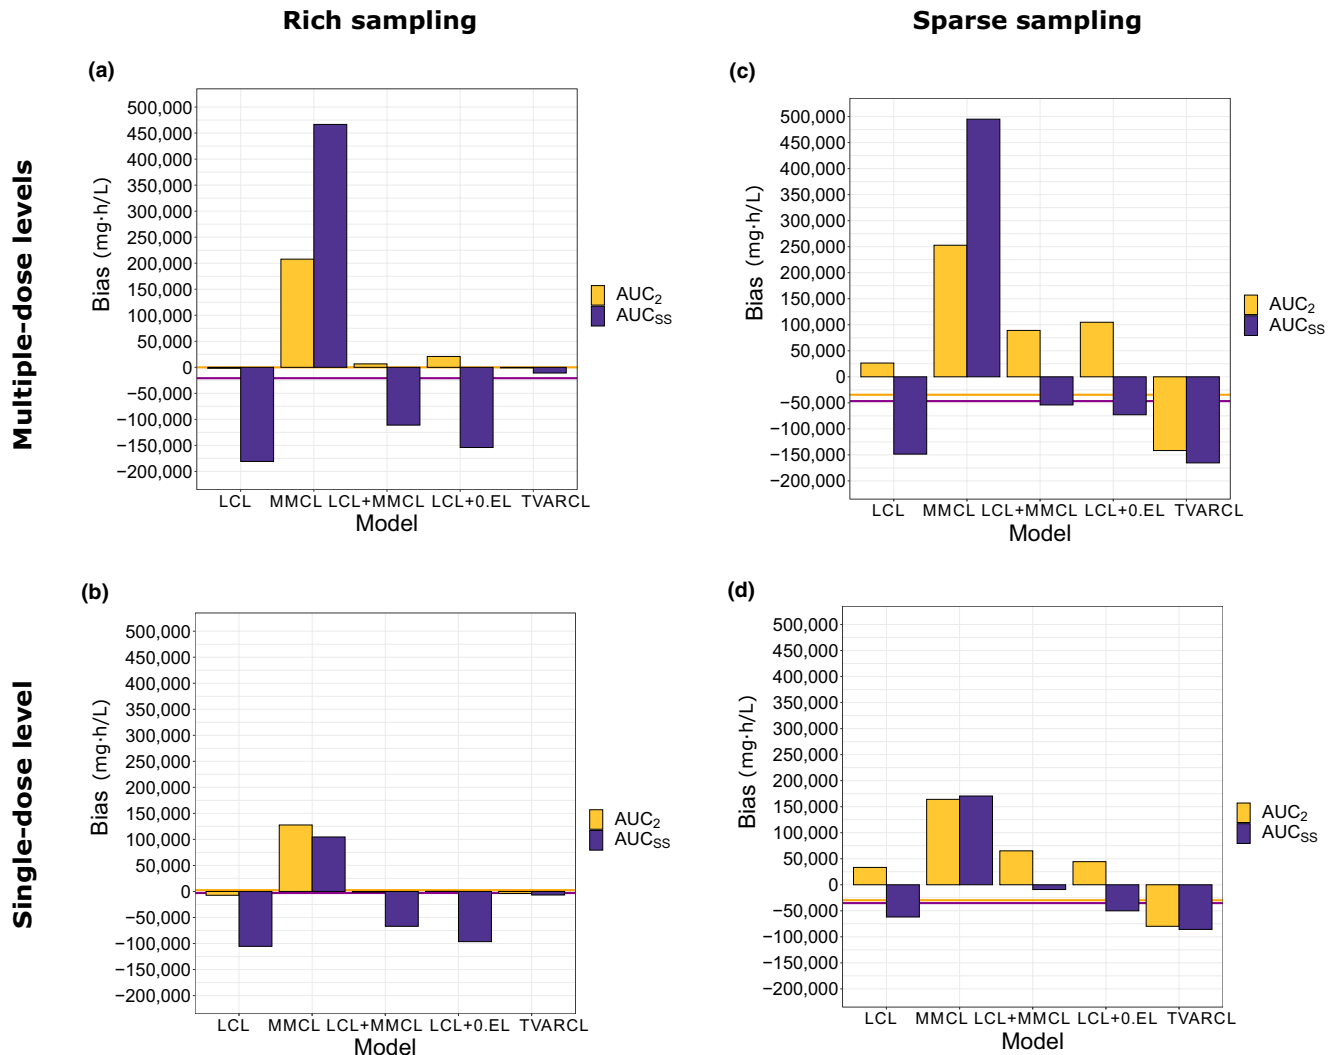 Rich sampling
Sparse sampling
Multiple-dose levels
Single-dose level
(a)
Bias (mg·h/L)
500,000
450,000
400,000
350,000
300,000
250,000
200,000
150,000
100,000
50,000
0
−50,000
−100,000
−150,000
−200,000
LCL MMCL LCL+MMCL LCL+0.EL TVARCL
Model
AUC2
AUCSS
(c)
Bias (mg·h/L)
500,000
450,000
400,000
350,000
300,000
250,000
200,000
150,000
100,000
50,000
0
−50,000
−100,000
−150,000
−200,000
LCL MMCL LCL+MMCL LCL+0.EL TVARCL
Model
AUC2
AUCSS
(b)
Bias (mg·h/L)
500,000
450,000
400,000
350,000
300,000
250,000
200,000
150,000
100,000
50,000
0
−50,000
−100,000
−150,000
−200,000
LCL MMCL LCL+MMCL LCL+0.EL TVARCL
Model
AUC2
AUCSS
(d)
Bias (mg·h/L)
500,000
450,000
400,000
350,000
300,000
250,000
200,000
150,000
100,000
50,000
0
−50,000
−100,000
−150,000
−200,000
LCL MMCL LCL+MMCL LCL+0.EL TVARCL
Model
AUC2
AUCSS